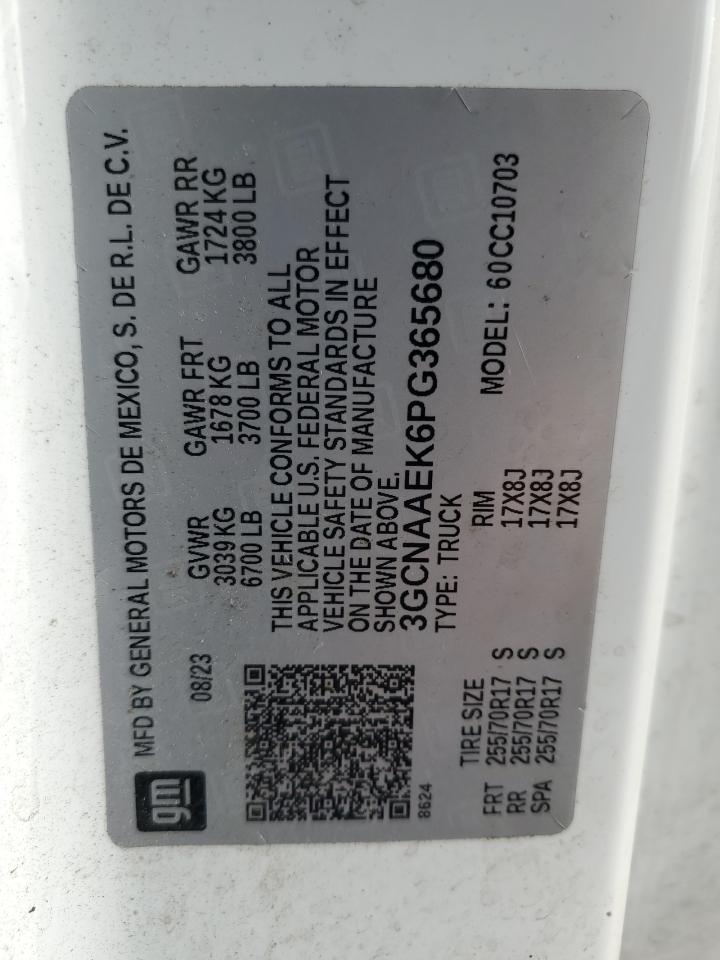 gm
MFD BY GENERAL MOTORS DE MEXICO, S. DE R.L. DE C.V.
08/23
GVWR GAWR FRT GAWR RR
3039 KG 1678 KG 1724 KG
6700 LB 3700 LB 3800 LB
THIS VEHICLE CONFORMS TO ALL
APPLICABLE U.S. FEDERAL MOTOR
VEHICLE SAFETY STANDARDS IN EFFECT
ON THE DATE OF MANUFACTURE
SHOWN ABOVE.
3GCNAAEK6PG365680
8624
TYPE: TRUCK
MODEL: 60CC10703
TIRE SIZE RIM
FRT 255/70R17 S 17X8J
RR 255/70R17 S 17X8J
SPA 255/70R17 S 17X8J